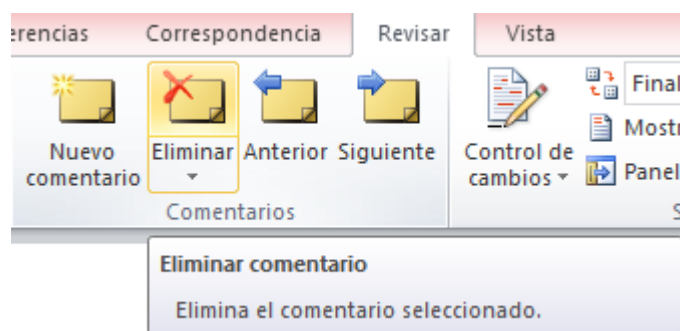 erencias Correspondencia Revisar Vista
Nuevo comentario
Eliminar
Anterior
Siguiente
Control de cambios
Final
Mostr
Panel
Comentarios
S
Eliminar comentario
Elimina el comentario seleccionado.